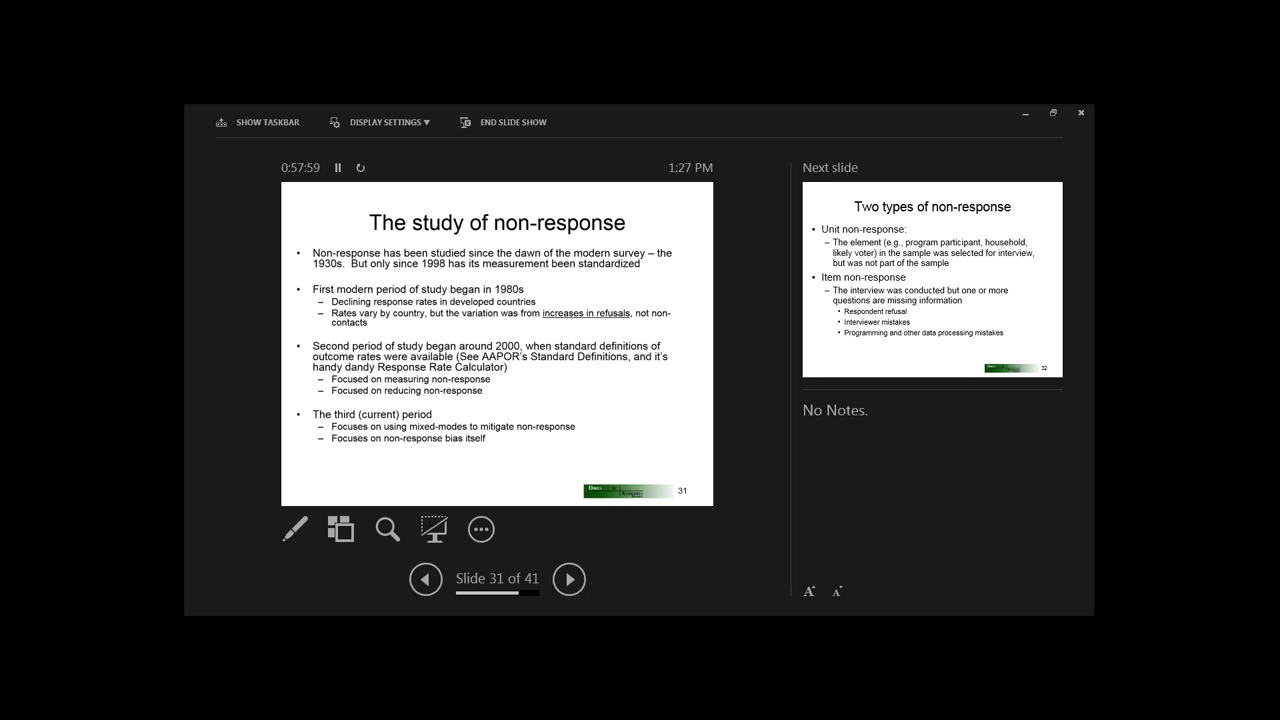 SHOW TASKBAR
DISPLAY SETTINGS ▼
END SLIDE SHOW
0:57:59
1:27 PM
The study of non-response
• Non-response has been studied since the dawn of the modern survey – the
1930s. But only since 1998 has its measurement been standardized
• First modern period of study began in 1980s
– Declining response rates in developed countries
– Rates vary by country, but the variation was from increases in refusals, not non-
contacts
• Second period of study began around 2000, when standard definitions of
outcome rates were available (See AAPOR's Standard Definitions, and it's
handy dandy Response Rate Calculator)
– Focused on measuring non-response
– Focused on reducing non-response
• The third (current) period
– Focuses on using mixed-modes to mitigate non-response
– Focuses on non-response bias itself
31
Slide 31 of 41
Next slide
Two types of non-response
• Unit non-response:
– The element (e.g., program participant, household,
likely voter) in the sample was selected for interview,
but was not part of the sample
• Item non-response
– The interview was conducted but one or more
questions are missing information
• Respondent refusal
• Interviewer mistakes
• Programming and other data processing mistakes
32
No Notes.
A A